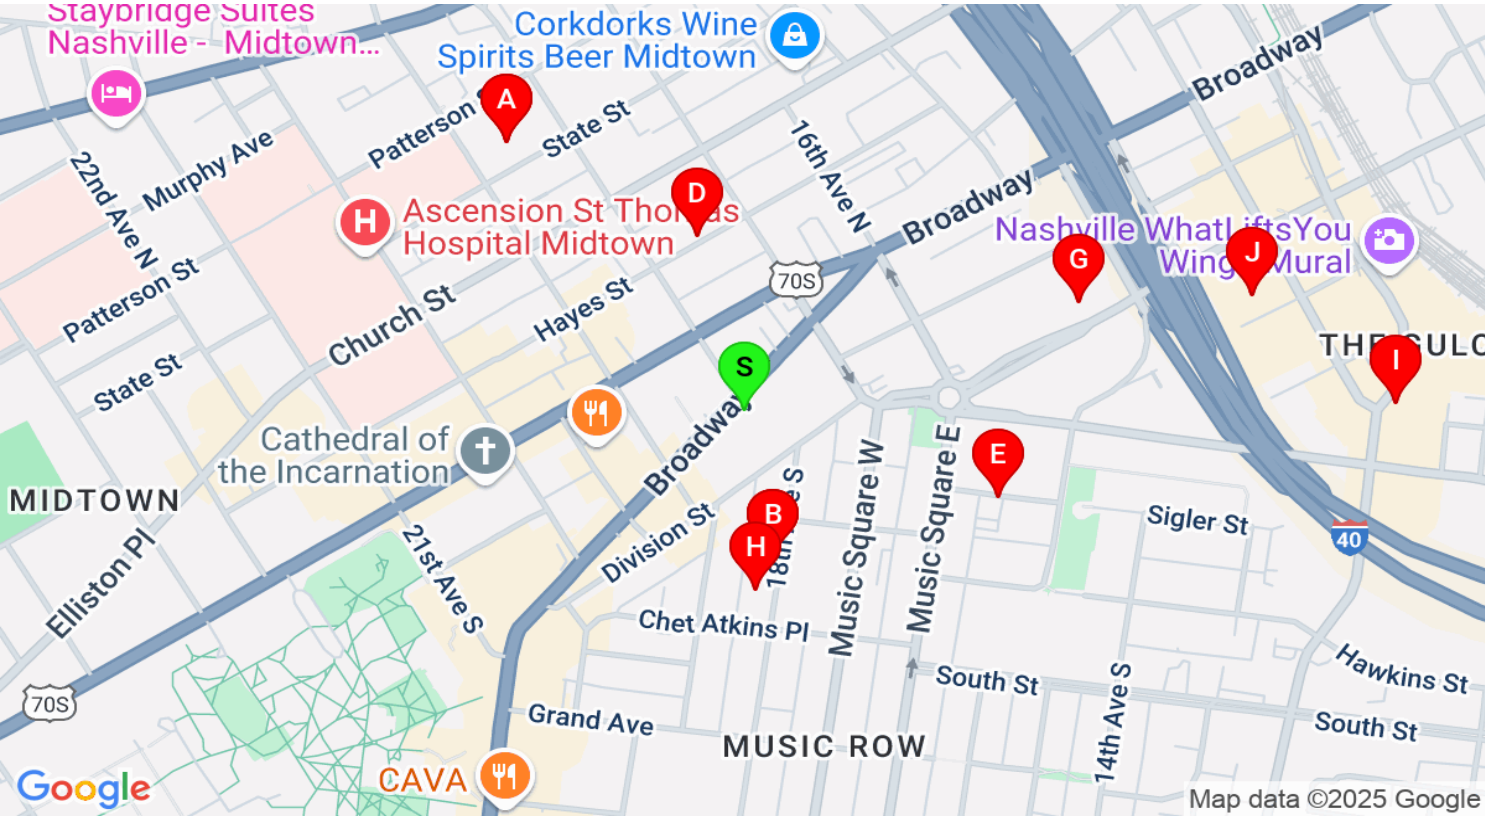 Staybridge Suites
Nashville - Midtown...
Corkdorks Wine
Spirits Beer Midtown
Broadway
A
Patterson S
State St
Murphy Ave
22nd Ave N
16th Ave N
D
H
Ascension St Thomas
Hospital Midtown
Broadway
Nashville WhatLiftsYou
Wings Mural
G
J
70S
Patterson St
Church St
Hayes St
State St
S
THE GULC
I
Cathedral of
the Incarnation
Broadway
MIDTOWN
Music Square W
Music Square E
E
Division St
B
H
18th Ave S
Sigler St
40
Elliston Pl
21st Ave S
Chet Atkins Pl
South St
Hawkins St
70S
Grand Ave
MUSIC ROW
14th Ave S
South St
CAVA
Google
Map data ©2025 Google